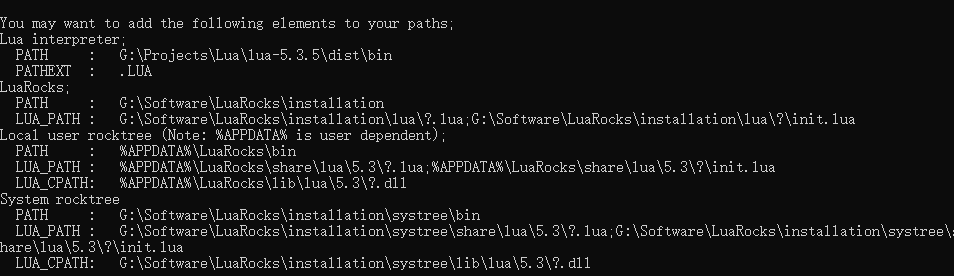 You may want to add the following elements to your paths;
Lua interpreter;
  PATH     :   G:\Projects\Lua\lua-5.3.5\dist\bin
  PATHEXT  :   .LUA
LuaRocks;
  PATH     :   G:\Software\LuaRocks\installation
  LUA_PATH :   G:\Software\LuaRocks\installation\lua\?.lua;G:\Software\LuaRocks\installation\lua\?\init.lua
Local user rocktree (Note: %APPDATA% is user dependent);
  PATH     :   %APPDATA%\LuaRocks\bin
  LUA_PATH :   %APPDATA%\LuaRocks\share\lua\5.3\?.lua;%APPDATA%\LuaRocks\share\lua\5.3\?\init.lua
  LUA_CPATH:   %APPDATA%\LuaRocks\lib\lua\5.3\?.dll
System rocktree
  PATH     :   G:\Software\LuaRocks\installation\systree\bin
  LUA_PATH :   G:\Software\LuaRocks\installation\systree\share\lua\5.3\?.lua;G:\Software\LuaRocks\installation\systree\s
hare\lua\5.3\?\init.lua
  LUA_CPATH:   G:\Software\LuaRocks\installation\systree\lib\lua\5.3\?.dll